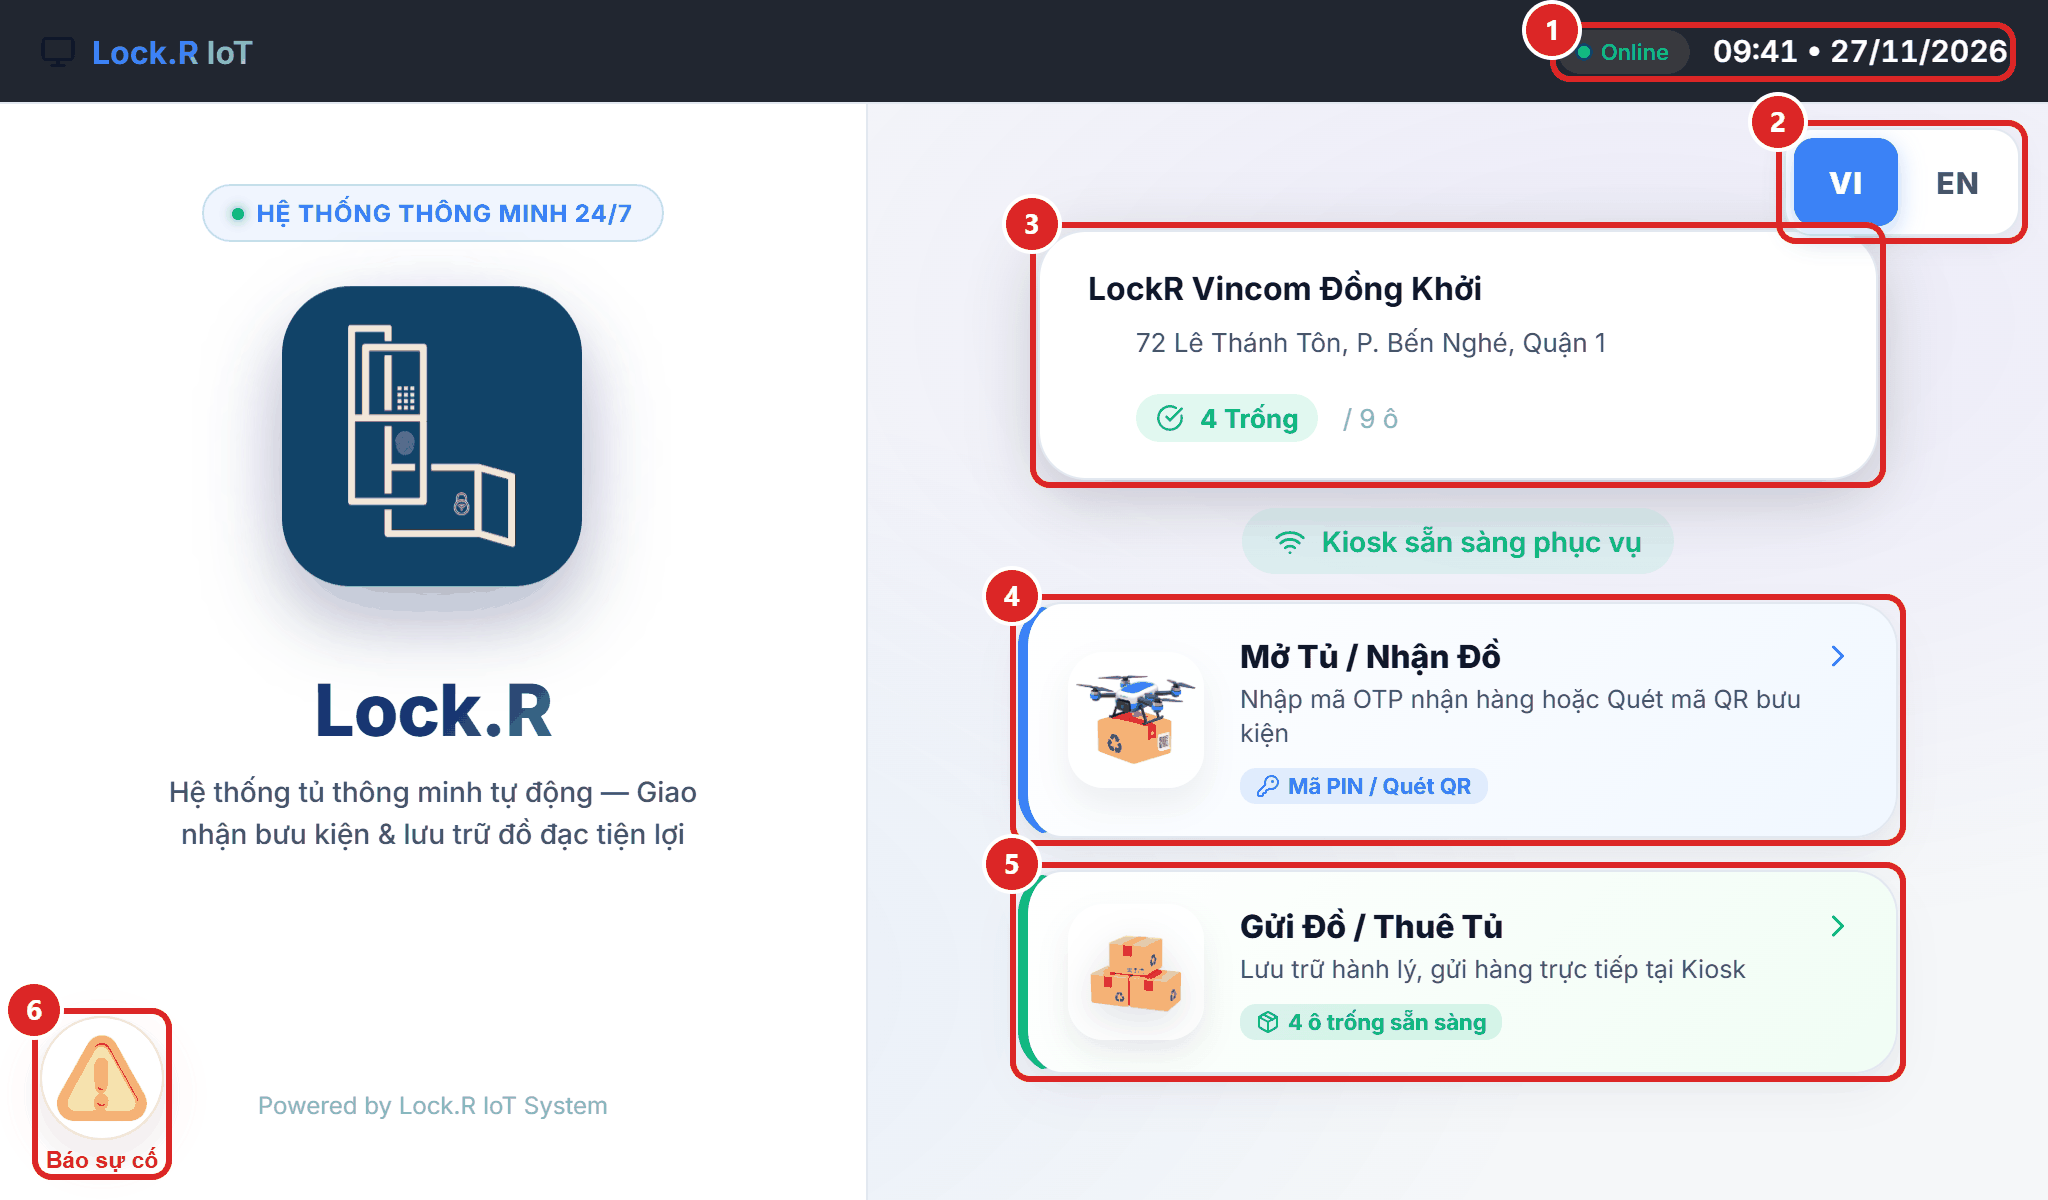 Lock.R IoT
1
Online
09:41 • 27/11/2026
2
VI
EN
HỆ THỐNG THÔNG MINH 24/7
Lock.R
Hệ thống tủ thông minh tự động — Giao
nhận bưu kiện & lưu trữ đồ đạc tiện lợi
3
LockR Vincom Đồng Khởi
72 Lê Thánh Tôn, P. Bến Nghé, Quận 1
4 Trống
/ 9 ô
Kiosk sẵn sàng phục vụ
4
Mở Tủ / Nhận Đồ
Nhập mã OTP nhận hàng hoặc Quét mã QR bưu
kiện
Mã PIN / Quét QR
5
Gửi Đồ / Thuê Tủ
Lưu trữ hành lý, gửi hàng trực tiếp tại Kiosk
4 ô trống sẵn sàng
6
Báo sự cố
Powered by Lock.R IoT System